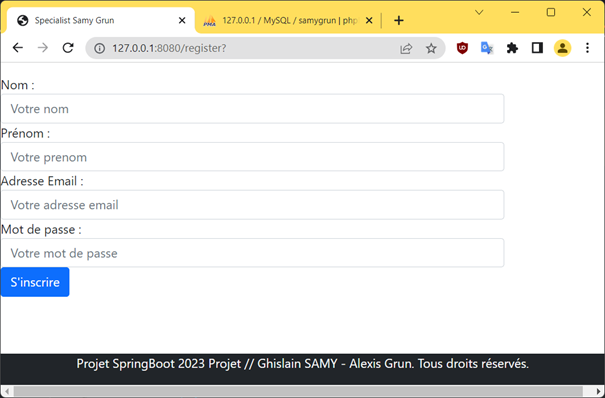 Specialist Samy Grun
127.0.0.1 / MySQL / samygrun | php
127.0.0.1:8080/register?
Nom :
Votre nom
Prénom :
Votre prenom
Adresse Email :
Votre adresse email
Mot de passe :
Votre mot de passe
S'inscrire
Projet SpringBoot 2023 Projet // Ghislain SAMY - Alexis Grun. Tous droits réservés.